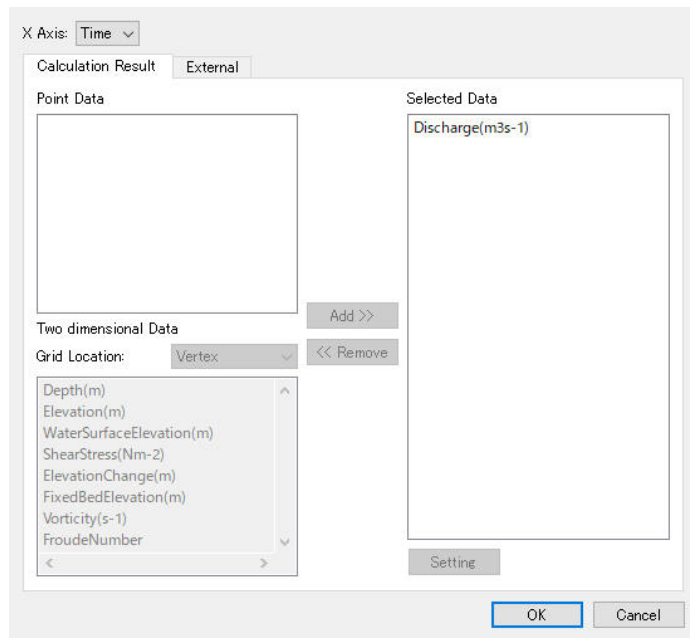 X Axis: Time
Calculation Result External
Point Data
Selected Data
Discharge(m3s-1)
Add >>
<< Remove
Two dimensional Data
Grid Location: Vertex
Depth(m)
Elevation(m)
WaterSurfaceElevation(m)
ShearStress(Nm-2)
ElevationChange(m)
FixedBedElevation(m)
Vorticity(s-1)
FroudeNumber
Setting
OK Cancel